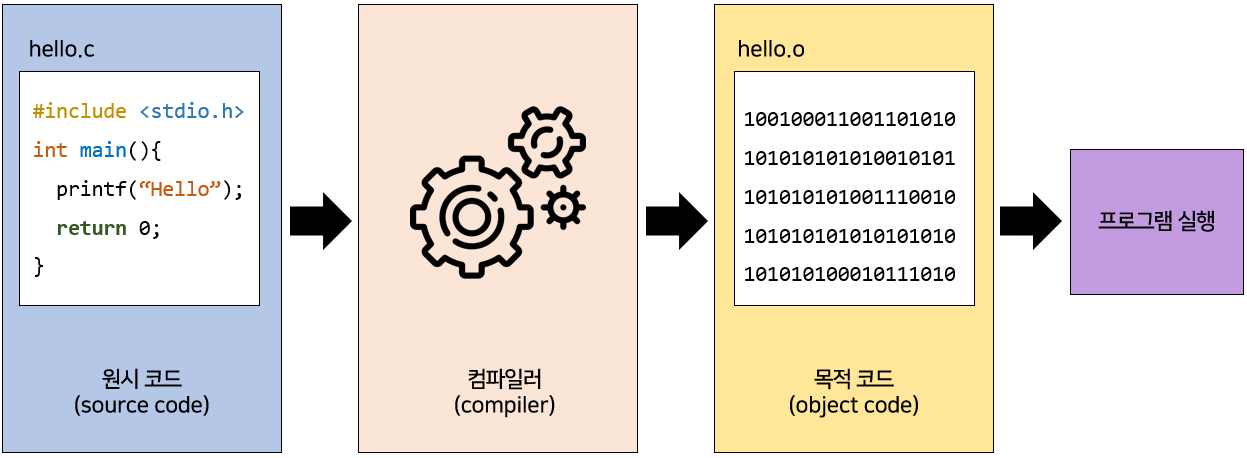 hello.c
#include <stdio.h>
int main(){
printf(“Hello”);
return 0;
}
원시 코드
(source code)
컴파일러
(compiler)
hello.o
100100011001101010
101010101010010101
101010101001110010
101010101010101010
101010100010111010
목적 코드
(object code)
프로그램 실행